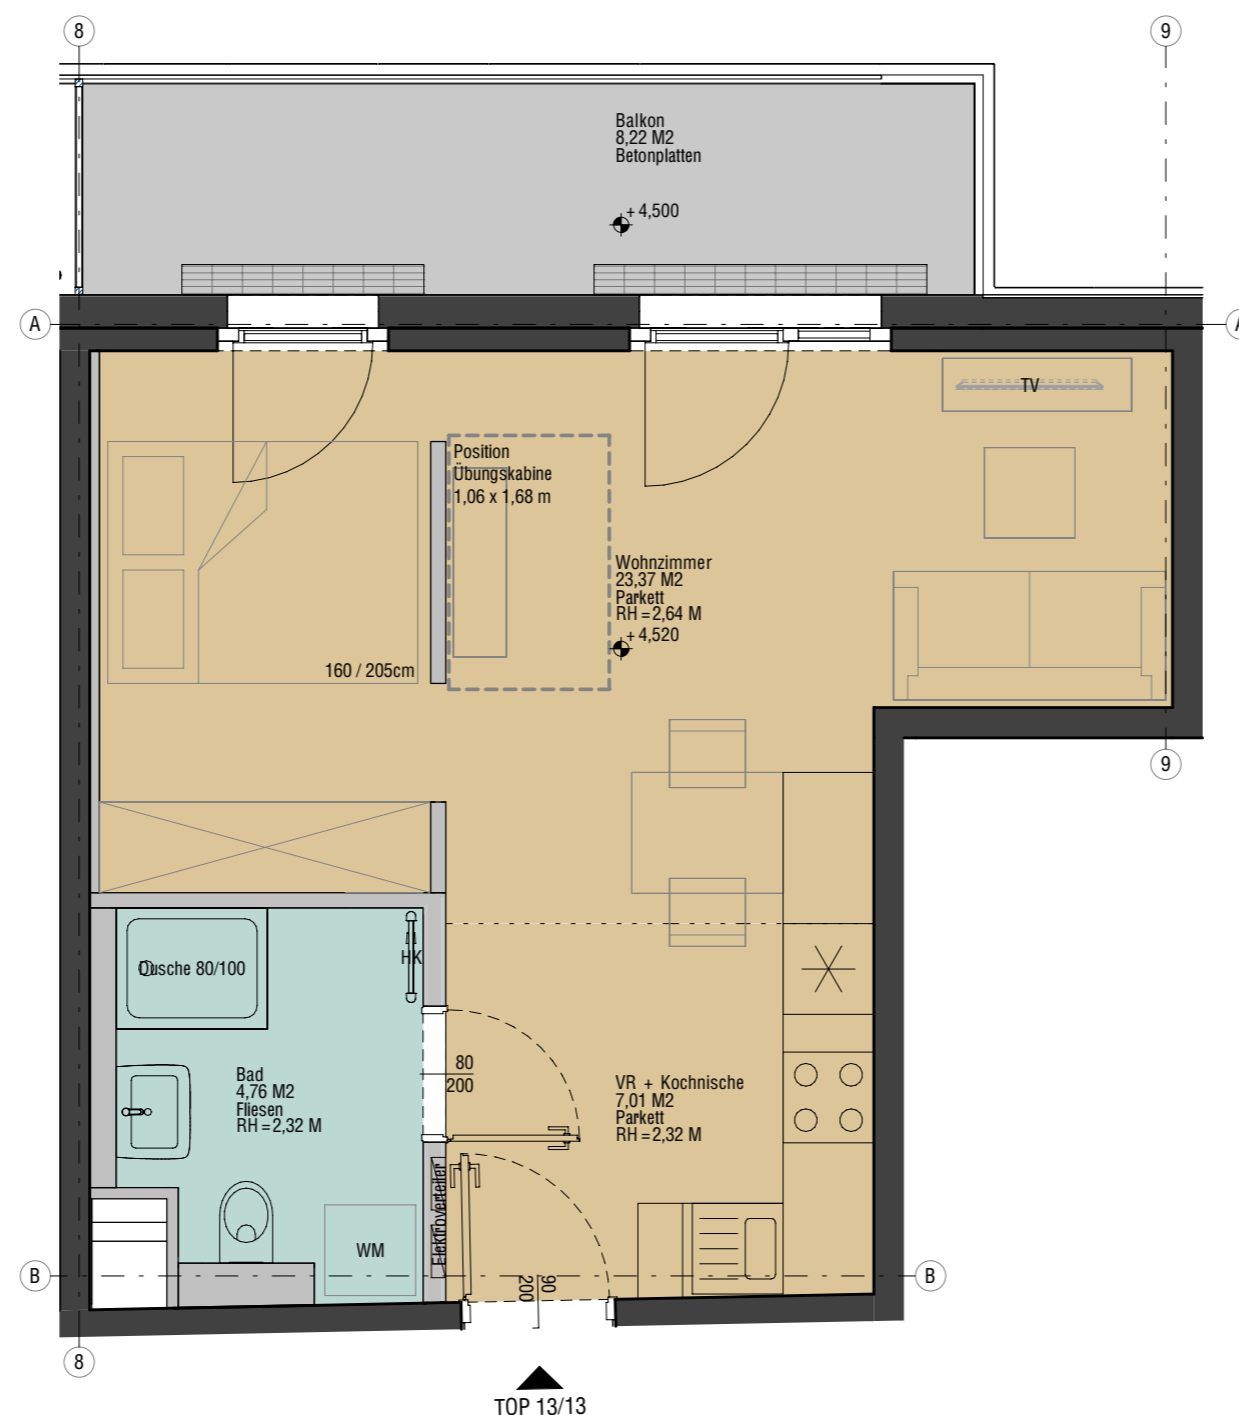 8
9
Balkon
8,22 M2
Betonplatten
+ 4,500
A
A
TV
Position
Übungskabine
1,06 x 1,68 m
Wohnzimmer
23,37 M2
Parkett
RH = 2,64 M
+ 4,520
160 / 205cm
9
HK
Dusche 80/100
80
200
Bad
4,76 M2
Fliesen
RH = 2,32 M
VR + Kochnische
7,01 M2
Parkett
RH = 2,32 M
Elektroverteiler
WM
B
B
90
200
8
TOP 13/13